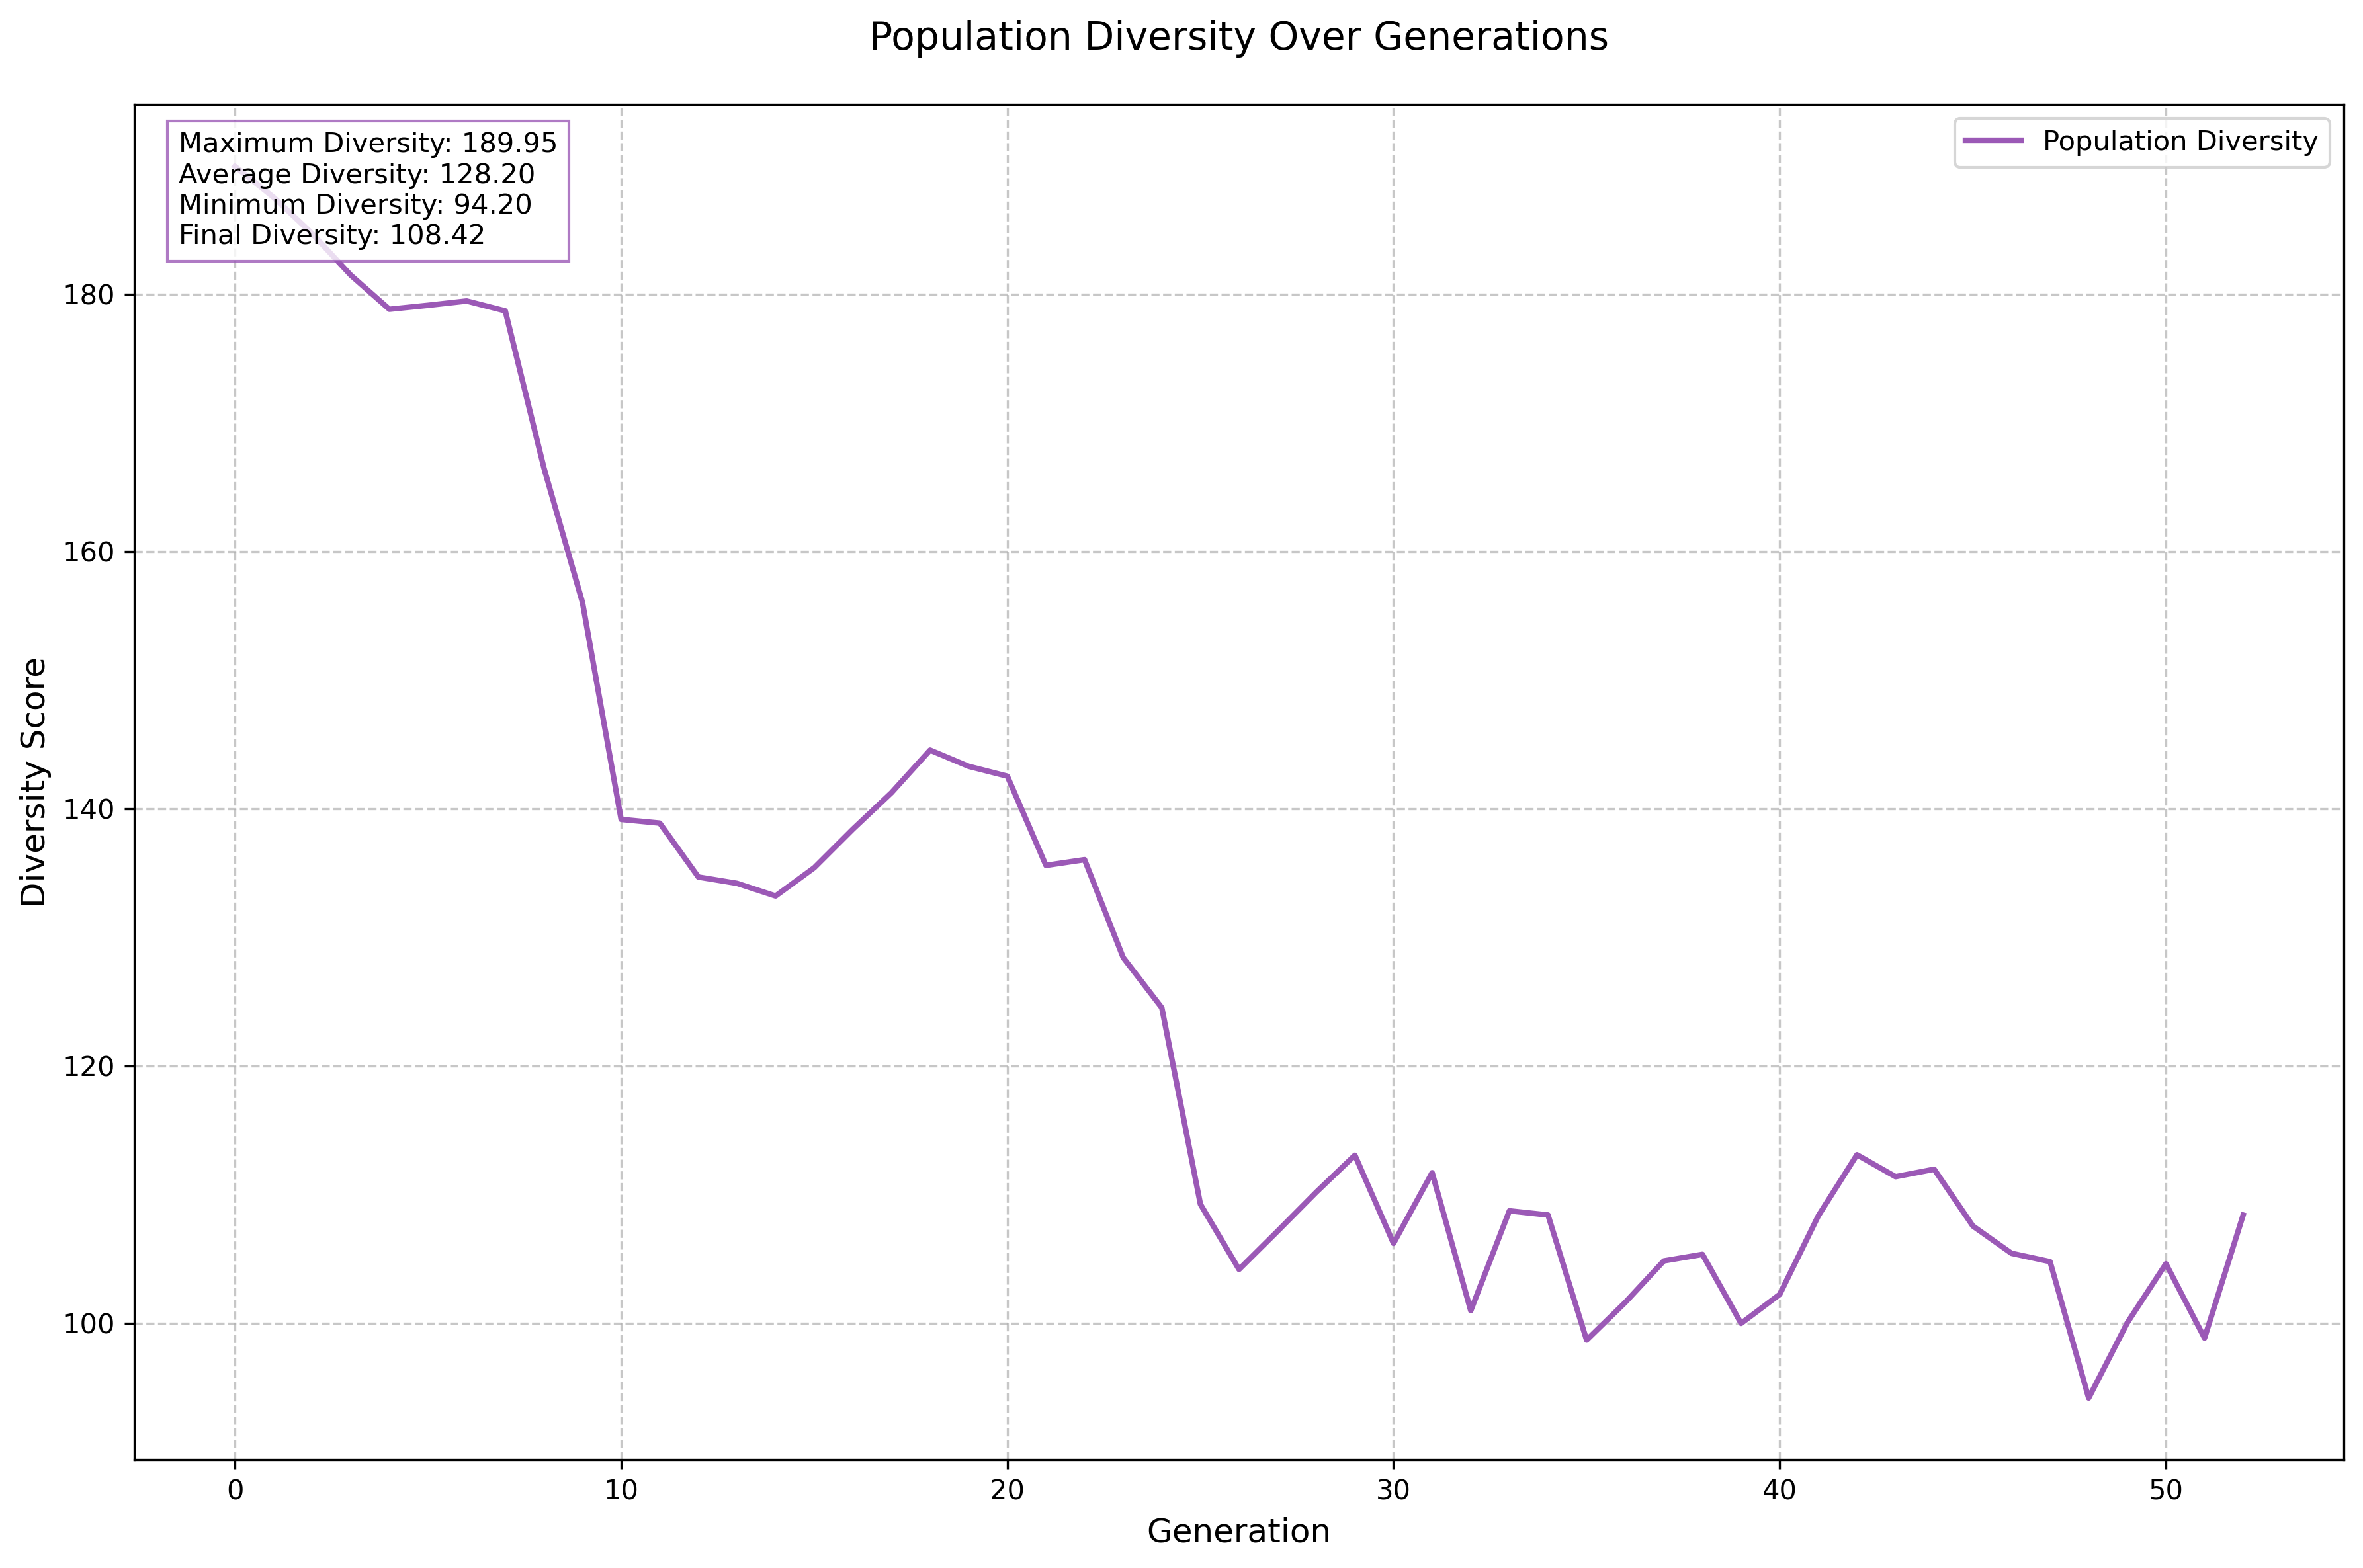 Population Diversity Over Generations
Maximum Diversity: 189.95
Average Diversity: 128.20
Minimum Diversity: 94.20
Final Diversity: 108.42
Population Diversity
Diversity Score
180
160
140
120
100
0 10 20 30 40 50
Generation